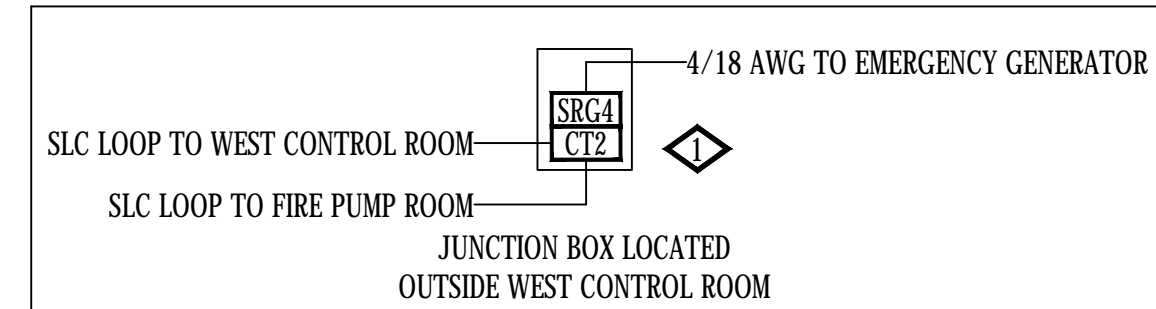 4/18 AWG TO EMERGENCY GENERATOR
SRG4
SLC LOOP TO WEST CONTROL ROOM
CT2
1
SLC LOOP TO FIRE PUMP ROOM
JUNCTION BOX LOCATED
OUTSIDE WEST CONTROL ROOM